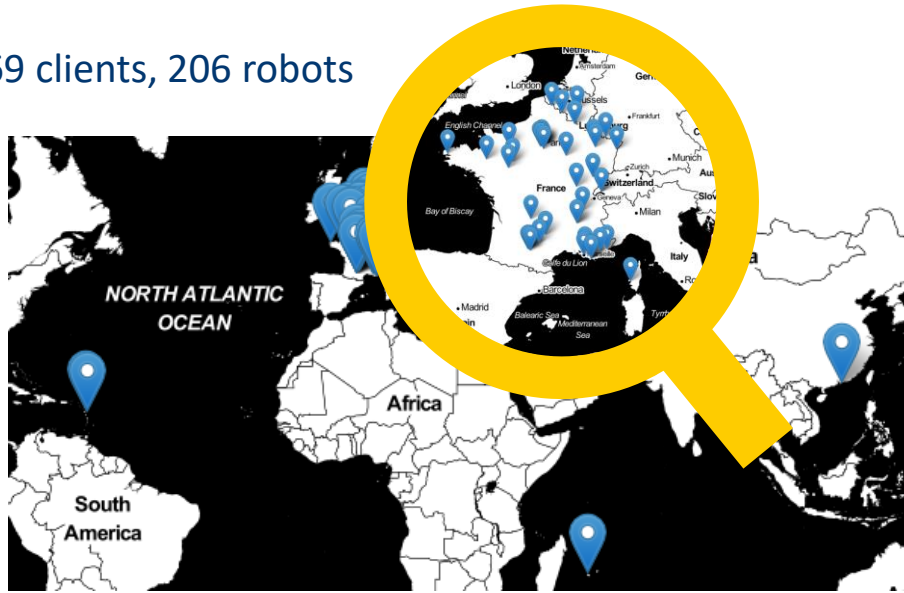 69 clients, 206 robots
Amsterdam
London
Brussels
English Channel
Frankfurt
Munich
Zurich
France
Switzerland
Geneva
Milan
Bay of Biscay
Italy
Golfe du Lion
Barcelona
Madrid
Balearic Sea
Mediterranean
Sea
NORTH ATLANTIC
OCEAN
Africa
South
America